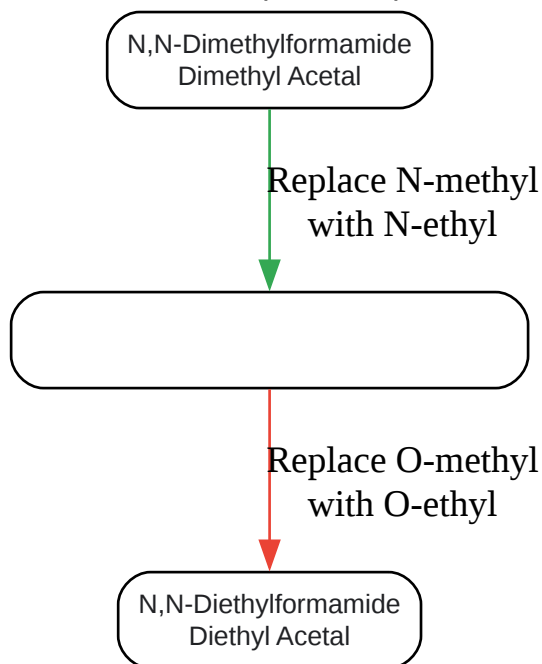 N,N-Dimethylformamide
Dimethyl Acetal
Replace N-methyl
with N-ethyl
Replace O-methyl
with O-ethyl
N,N-Diethylformamide
Diethyl Acetal